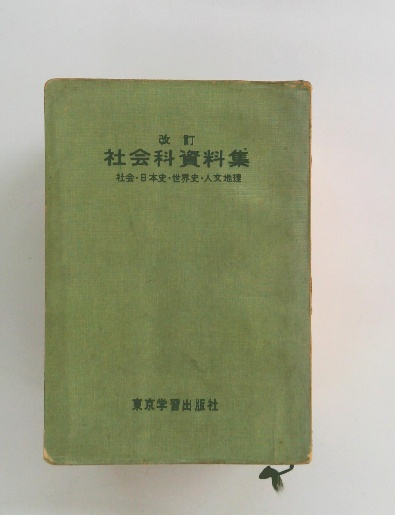 改訂
社会科資料集
社会・日本史・世界史・人文地理
東京学習出版社